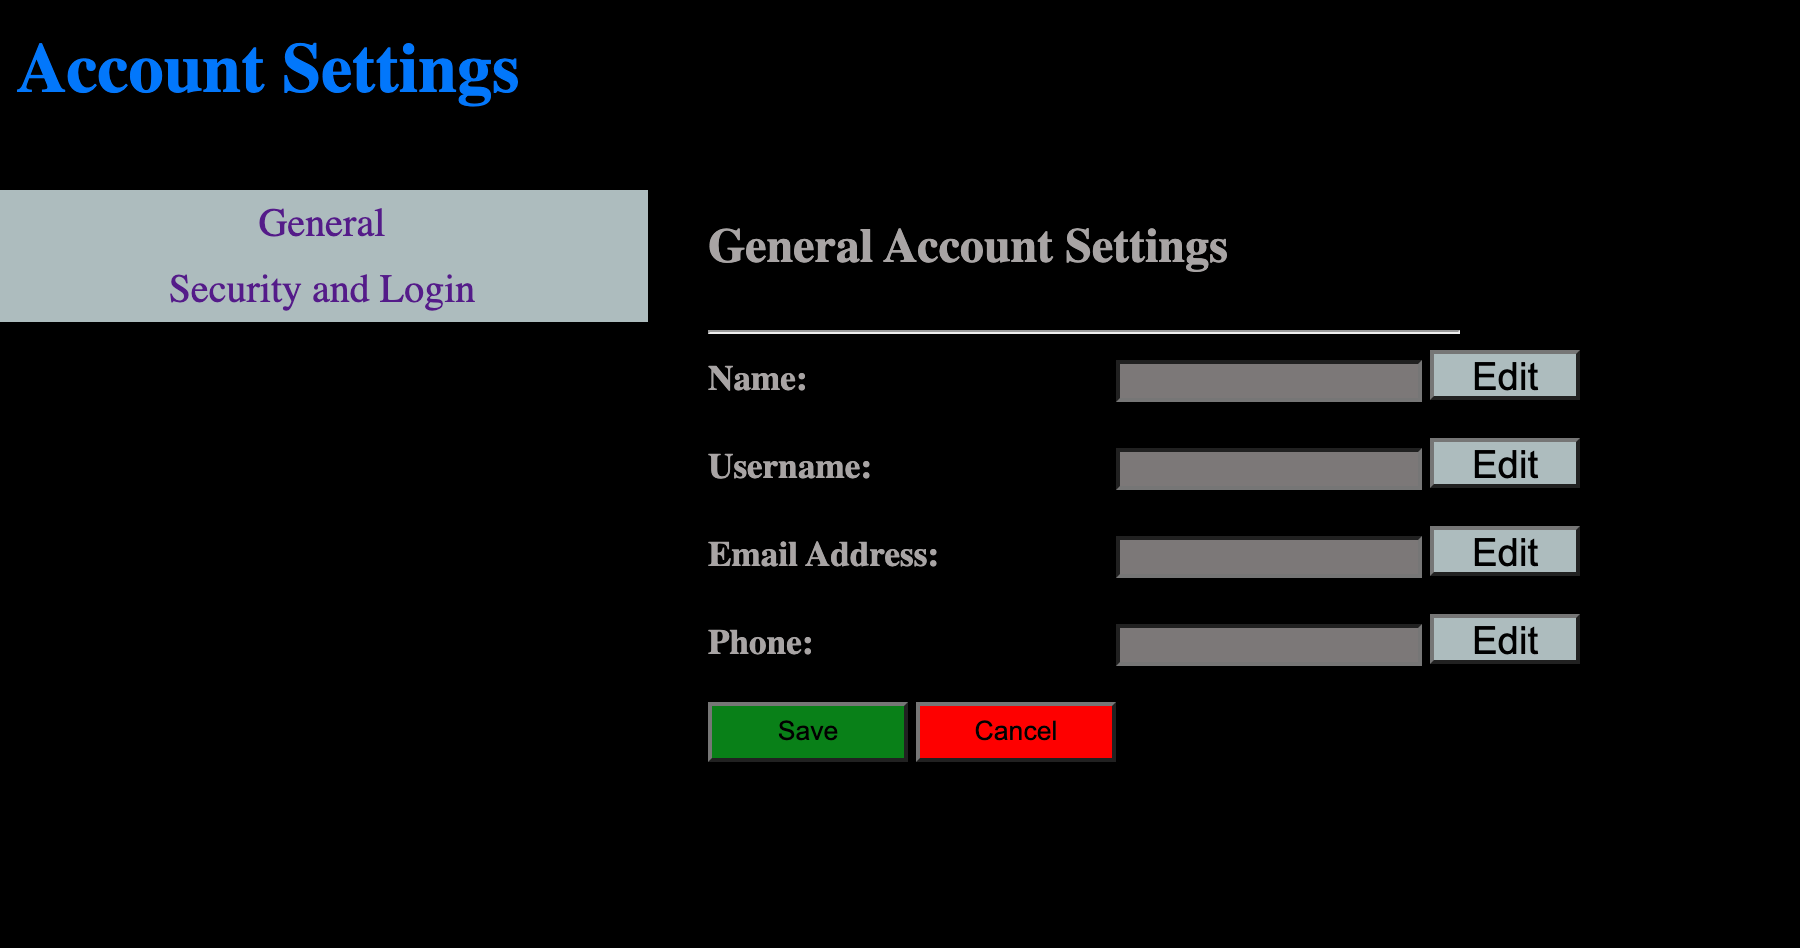 Account Settings
General
Security and Login
General Account Settings
Name:
Edit
Username:
Edit
Email Address:
Edit
Phone:
Edit
Save
Cancel